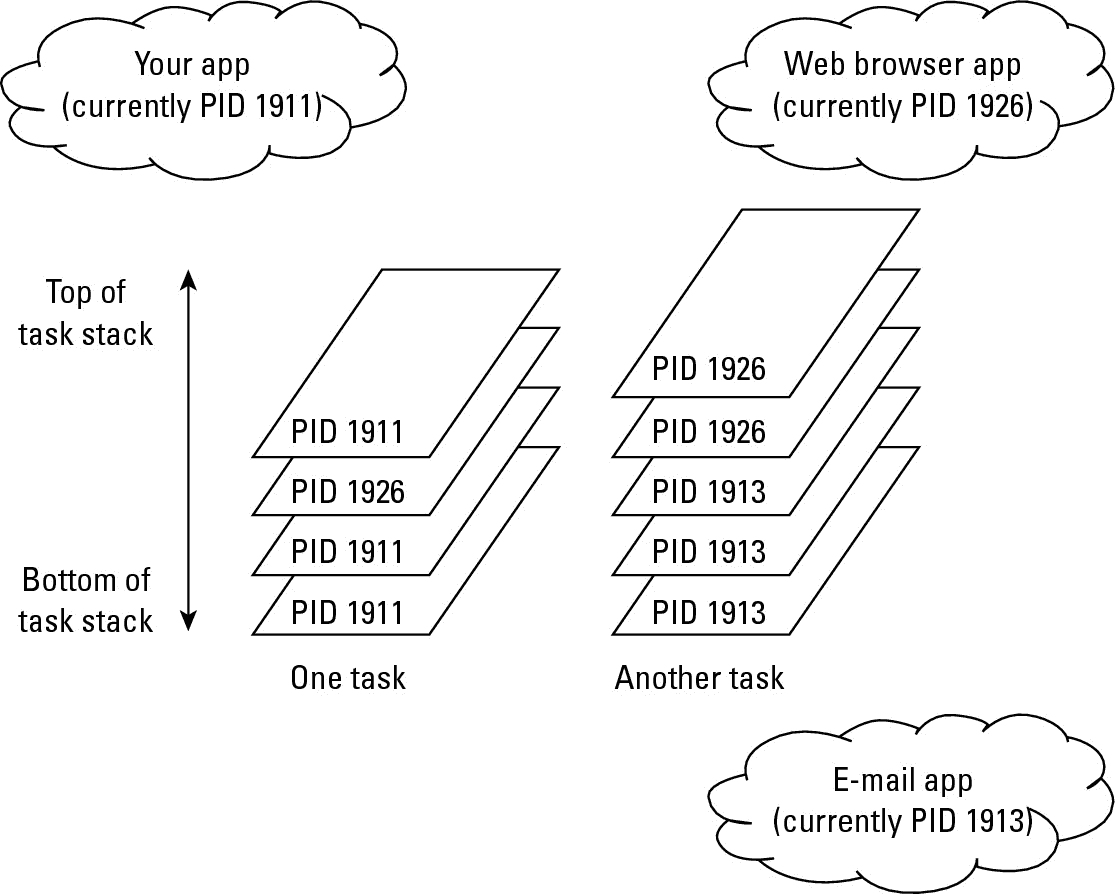 Your app
(currently PID 1911)
Web browser app
(currently PID 1926)
Top of
task stack
Bottom of
task stack
PID 1911
PID 1926
PID 1911
PID 1911
One task
PID 1926
PID 1926
PID 1913
PID 1913
PID 1913
Another task
E-mail app
(currently PID 1913)